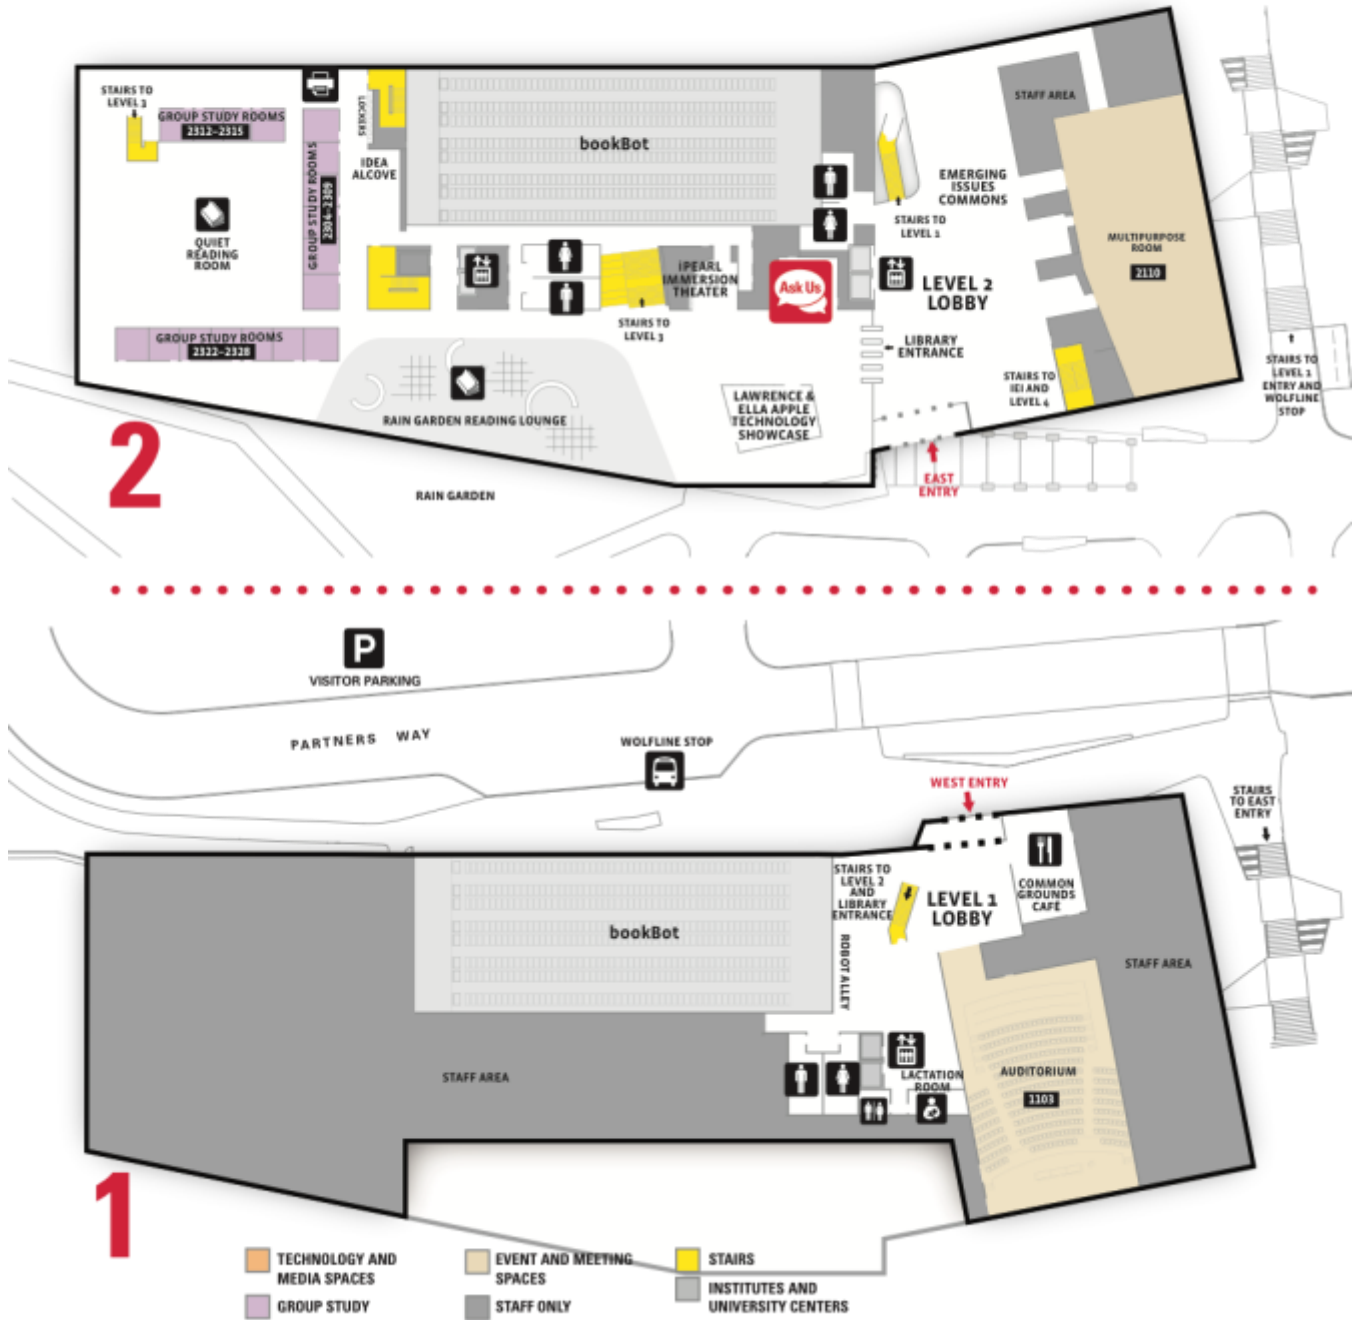 STAIRS TO
LEVEL 3
GROUP STUDY ROOMS
2312-2315
LOCKERS
IDEA
ALCOVE
GROUP STUDY ROOMS
2304-2309
QUIET
READING
ROOM
GROUP STUDY ROOMS
2322-2328
bookBot
STAIRS TO
LEVEL 3
iPEARL
IMMERSION
THEATER
Ask Us
RAIN GARDEN READING LOUNGE
LAWRENCE &
ELLA APPLE
TECHNOLOGY
SHOWCASE
STAIRS TO
LEVEL 1
EMERGING
ISSUES
COMMONS
STAFF AREA
MULTIPURPOSE
ROOM
2110
LEVEL 2
LOBBY
LIBRARY
ENTRANCE
STAIRS TO
IEI AND
LEVEL 4
STAIRS TO
LEVEL 1
ENTRY AND
WOLFLINE
STOP
EAST
ENTRY
2
RAIN GARDEN
P
VISITOR PARKING
PARTNERS WAY
WOLFLINE STOP
WEST ENTRY
STAIRS
TO EAST
ENTRY
STAIRS TO
LEVEL 2
AND
LIBRARY
ENTRANCE
LEVEL 1
LOBBY
COMMON
GROUNDS
CAFÉ
bookBot
ROBOT ALLEY
STAFF AREA
STAFF AREA
LACTATION
ROOM
AUDITORIUM
1103
1
TECHNOLOGY AND
MEDIA SPACES
GROUP STUDY
EVENT AND MEETING
SPACES
STAFF ONLY
STAIRS
INSTITUTES AND
UNIVERSITY CENTERS